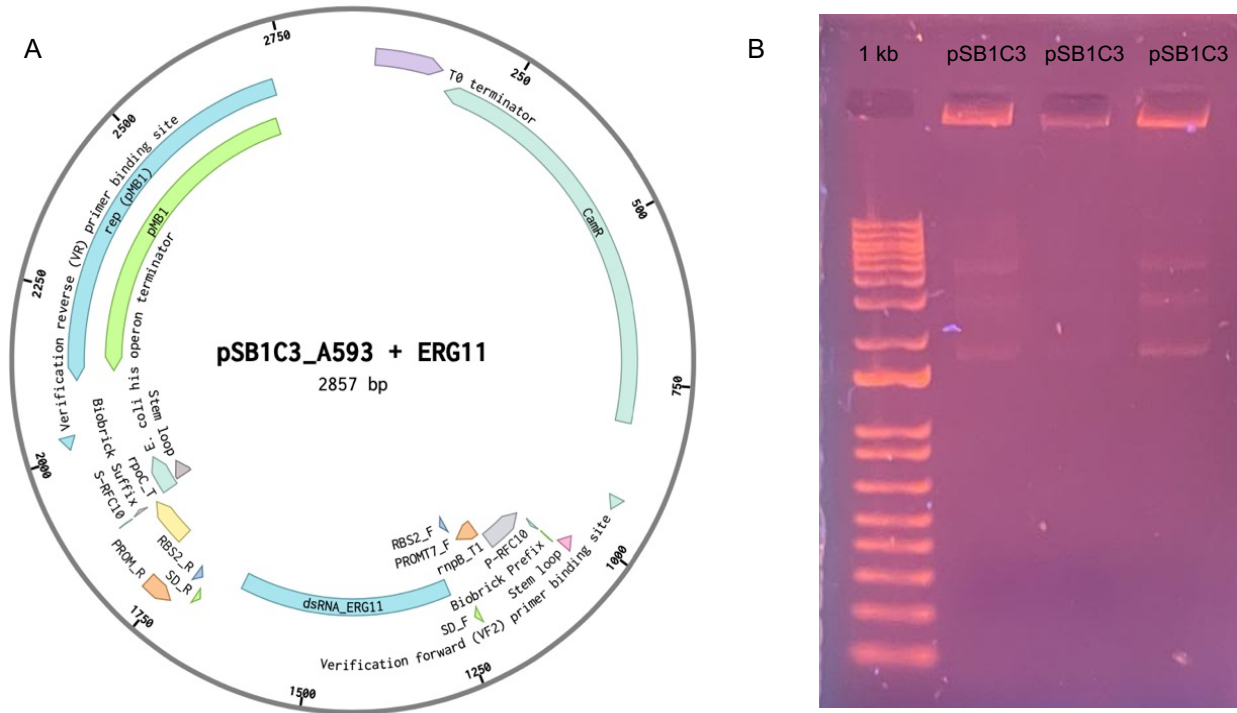 A
2750
250
T0 terminator
CamR
500
750
1000
Verification forward (VF2) primer binding site
Stem loop
Biobrick Prefix
P-RFC10
rnpB_T1
PROMT7_F
RBS2_F
SD_F
1250
dsRNA_ERG11
1500
SD_R
RBS2_R
PROM_R
1750
S-RFC10
Biobrick Suffix
rpoC_T
E. coli his operon terminator
Stem loop
2000
Verification reverse (VR) primer binding site
2250
pMB1
rep (pMB1)
2500
pSB1C3_A593 + ERG11
2857 bp
B
1 kb pSB1C3 pSB1C3 pSB1C3